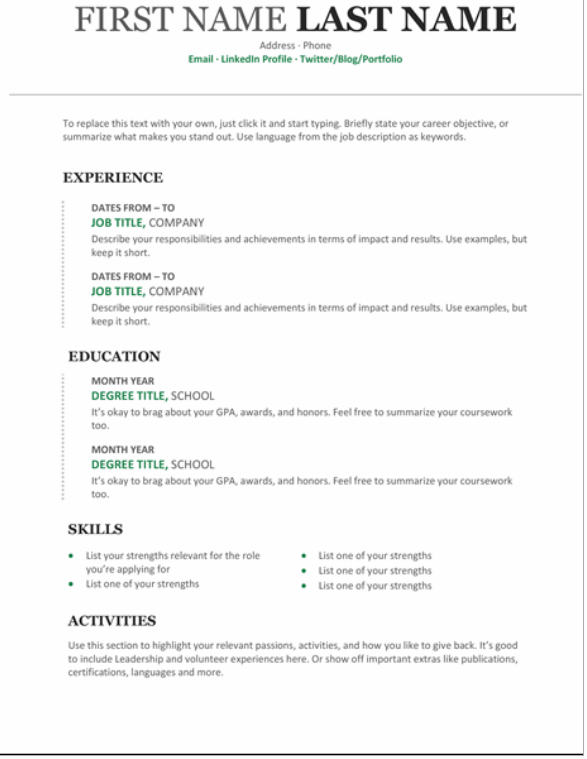 FIRST NAME LAST NAME
Address · Phone
Email · LinkedIn Profile · Twitter/Blog/Portfolio
To replace this text with your own, just click it and start typing. Briefly state your career objective, or
summarize what makes you stand out. Use language from the job description as keywords.
EXPERIENCE
DATES FROM – TO
JOB TITLE, COMPANY
Describe your responsibilities and achievements in terms of impact and results. Use examples, but
keep it short.
DATES FROM – TO
JOB TITLE, COMPANY
Describe your responsibilities and achievements in terms of impact and results. Use examples, but
keep it short.
EDUCATION
MONTH YEAR
DEGREE TITLE, SCHOOL
It’s okay to brag about your GPA, awards, and honors. Feel free to summarize your coursework
too.
MONTH YEAR
DEGREE TITLE, SCHOOL
It’s okay to brag about your GPA, awards, and honors. Feel free to summarize your coursework
too.
SKILLS
• List your strengths relevant for the role
you’re applying for
• List one of your strengths
• List one of your strengths
• List one of your strengths
• List one of your strengths
ACTIVITIES
Use this section to highlight your relevant passions, activities, and how you like to give back. It’s good
to include Leadership and volunteer experiences here. Or show off important extras like publications,
certifications, languages and more.